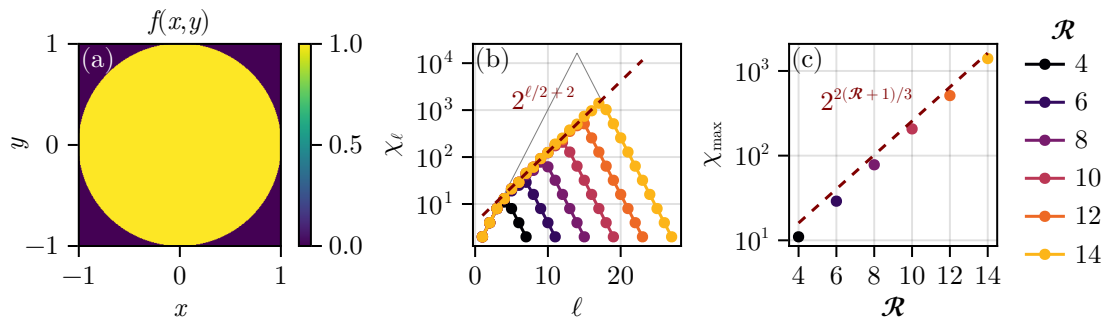 f(x,y)
(a)
1
0
−1
y
−1
0
1
x
1.0
0.5
0.0
(b)
2^{ℓ/2+2}
10^4
10^3
10^2
10^1
χ_ℓ
0
10
20
ℓ
(c)
2^{2(𝓡+1)/3}
10^3
10^2
10^1
χ_max
4
6
8
10
12
14
𝓡
𝓡
4
6
8
10
12
14